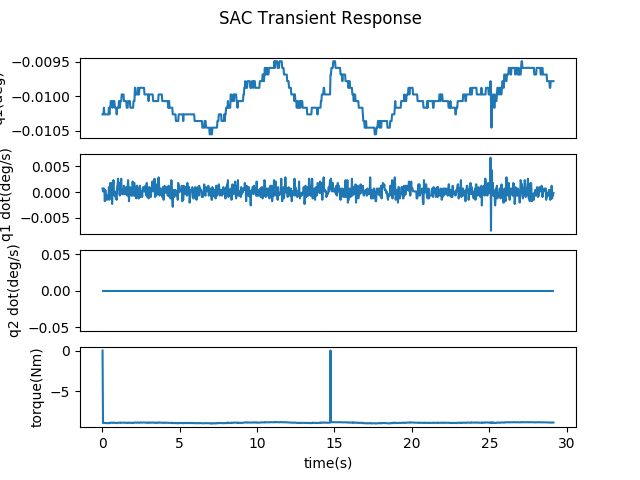 SAC Transient Response
−0.0095
−0.0100
−0.0105
q1(deg)
0.005
0.000
−0.005
q1 dot(deg/s)
0.05
0.00
−0.05
q2 dot(deg/s)
0
−5
torque(Nm)
0 5 10 15 20 25 30
time(s)